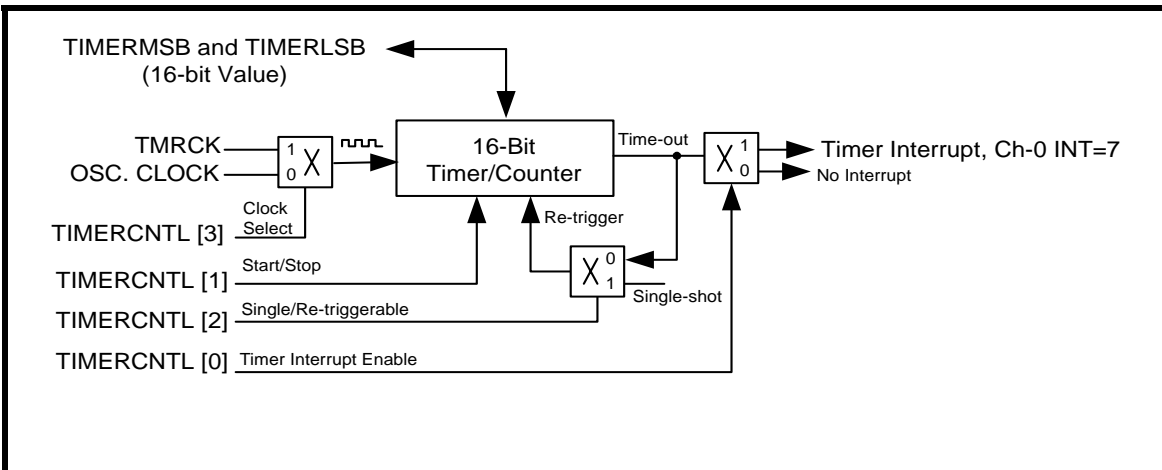 TIMERMSB and TIMERLSB
(16-bit Value)
TMRCK
OSC. CLOCK
1
0
X
16-Bit
Timer/Counter
Time-out
X
1
0
Timer Interrupt, Ch-0 INT=7
No Interrupt
Clock
Select
TIMERCNTL [3]
Re-trigger
X
0
1
Single-shot
TIMERCNTL [1]
Start/Stop
TIMERCNTL [2]
Single/Re-triggerable
TIMERCNTL [0]
Timer Interrupt Enable